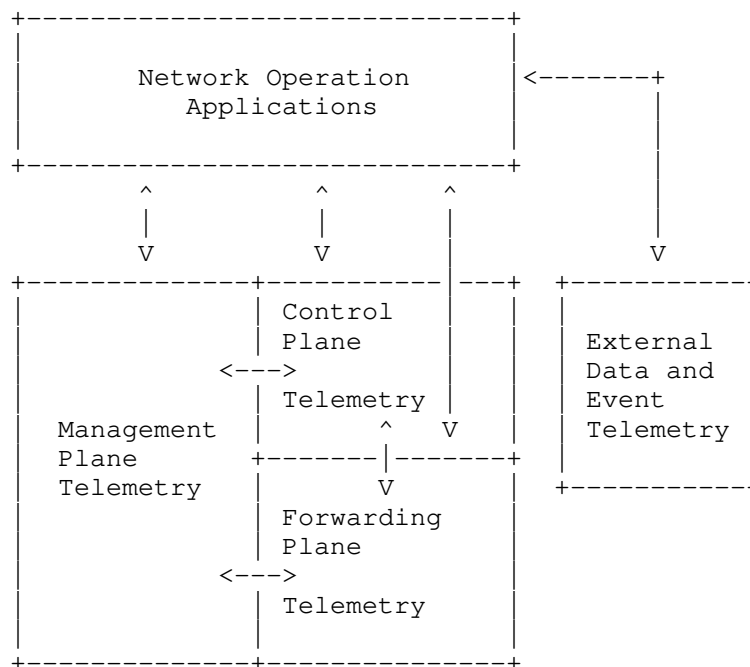 Network Operation
Applications
Control
Plane
Telemetry
Management
Plane
Telemetry
Forwarding
Plane
Telemetry
External
Data and
Event
Telemetry